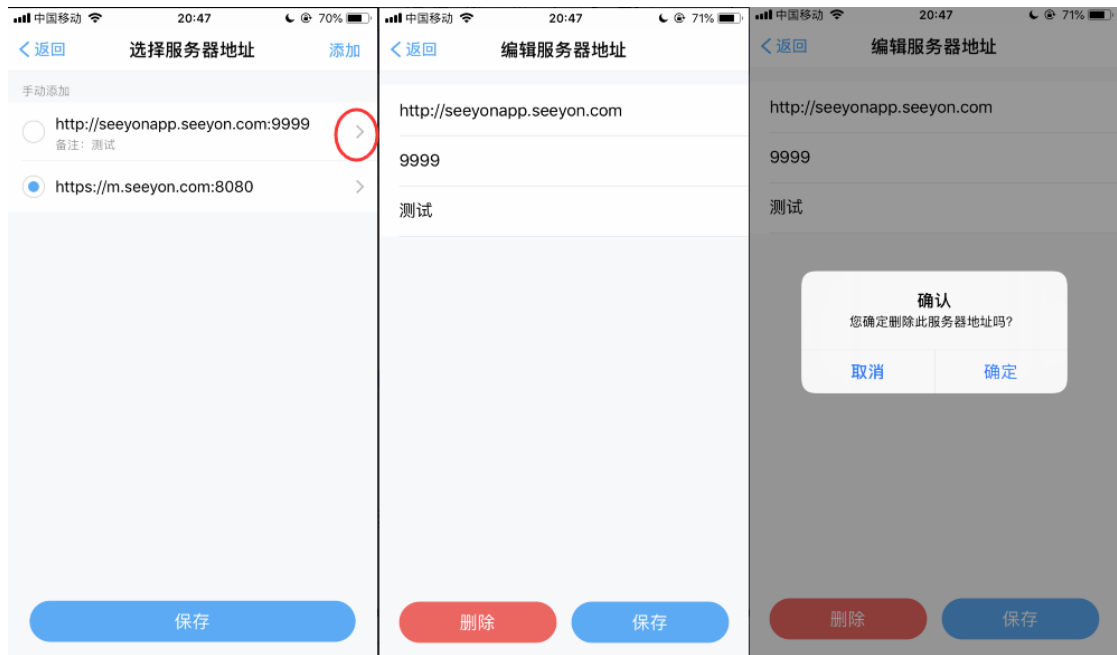 中国移动 20:47 70%
返回 选择服务器地址 添加
手动添加
http://seeyonapp.seeyon.com:9999
备注：测试
https://m.seeyon.com:8080
保存
中国移动 20:47 71%
返回 编辑服务器地址
http://seeyonapp.seeyon.com
9999
测试
删除 保存
中国移动 20:47 71%
返回 编辑服务器地址
http://seeyonapp.seeyon.com
9999
测试
确认
您确定删除此服务器地址吗?
取消 确定
删除 保存